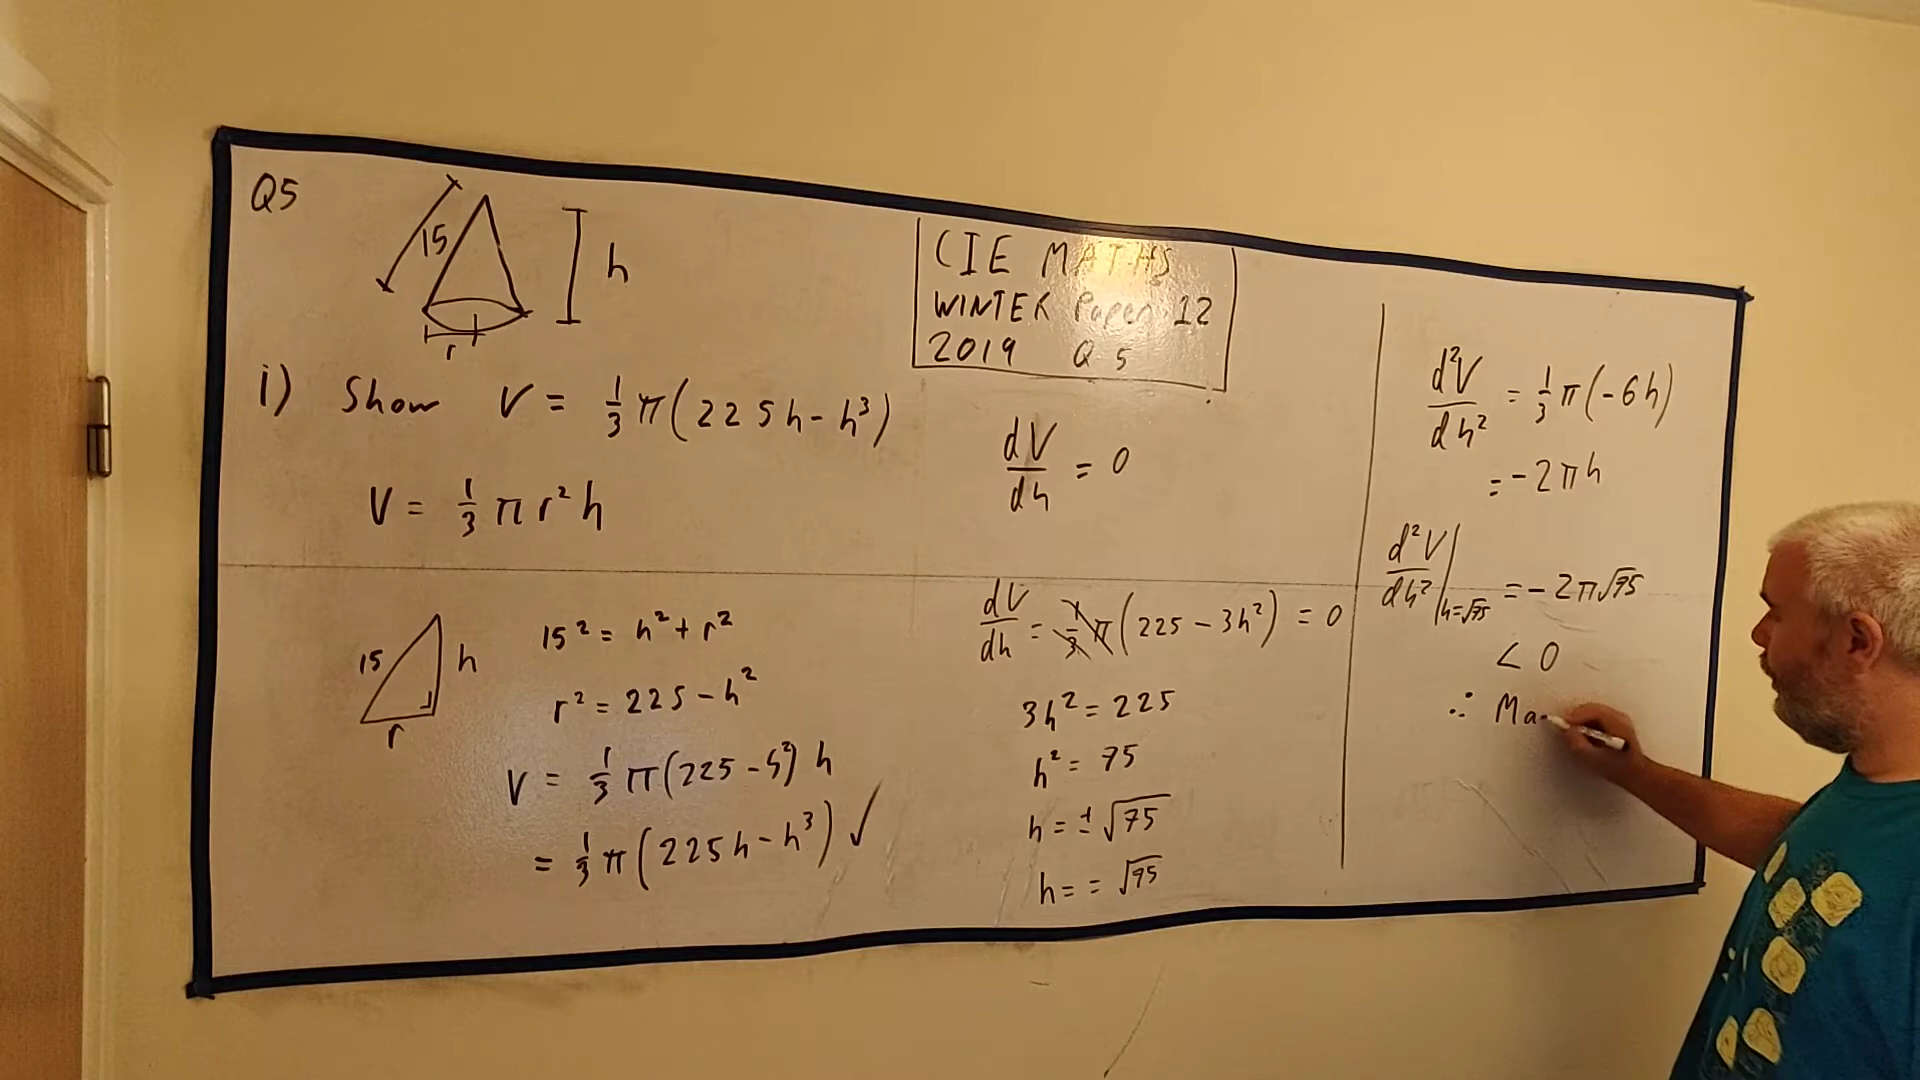 Q5
15
h
r
i) Show V = 1/3 π(225h - h³)
V = 1/3 π r² h
15
h
r
15² = h² + r²
r² = 225 - h²
V = 1/3 π(225 - h²) h
= 1/3 π(225h - h³) ✓
CIE MATHS
WINTER Paper 12
2019 Q 5
dV/dh = 0
dV/dh = 1/3 π(225 - 3h²) = 0
3h² = 225
h² = 75
h = ± √75
h = = √75
d²V/dh² = 1/3 π(-6h)
= -2πh
d²V/dh² |h=√75 = -2π√75
< 0
∴ Ma